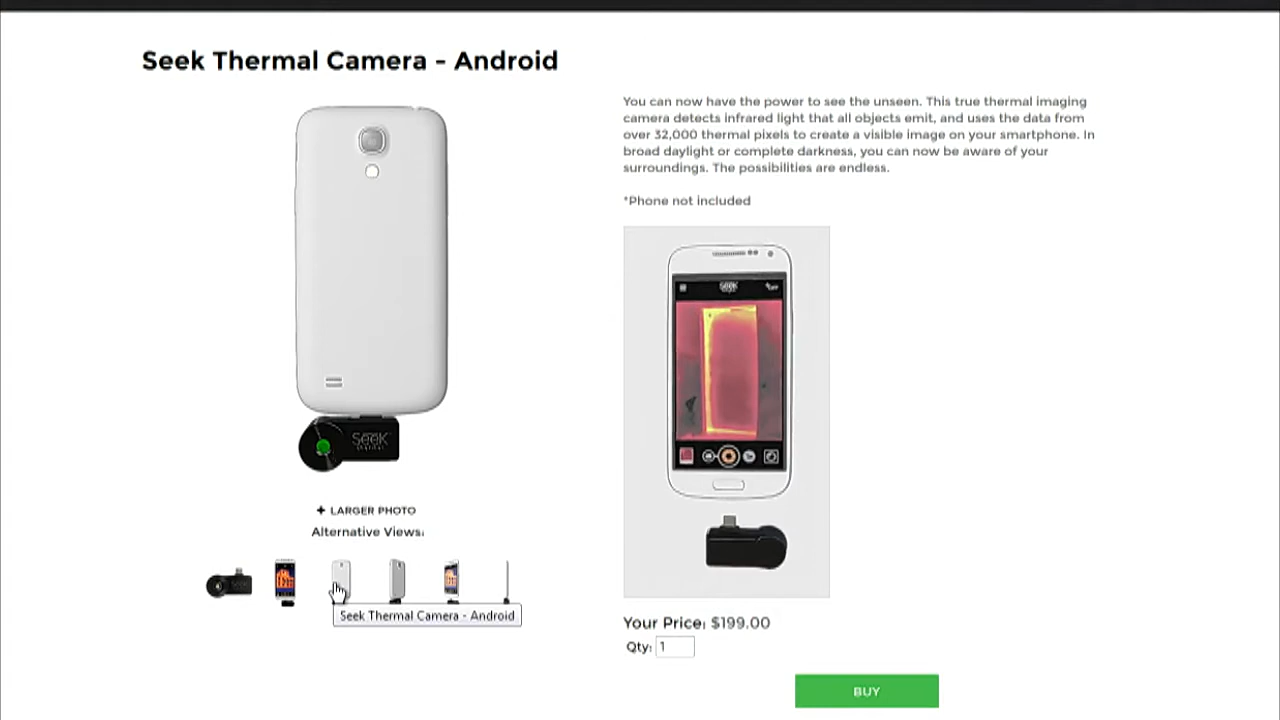 Seek Thermal Camera - Android
You can now have the power to see the unseen. This true thermal imaging
camera detects infrared light that all objects emit, and uses the data from
over 32,000 thermal pixels to create a visible image on your smartphone. In
broad daylight or complete darkness, you can now be aware of your
surroundings. The possibilities are endless.
*Phone not included
SEEK
OFF
Seek
thermal
+ LARGER PHOTO
Alternative Views:
Seek Thermal Camera - Android
Your Price: $199.00
Qty: 1
BUY